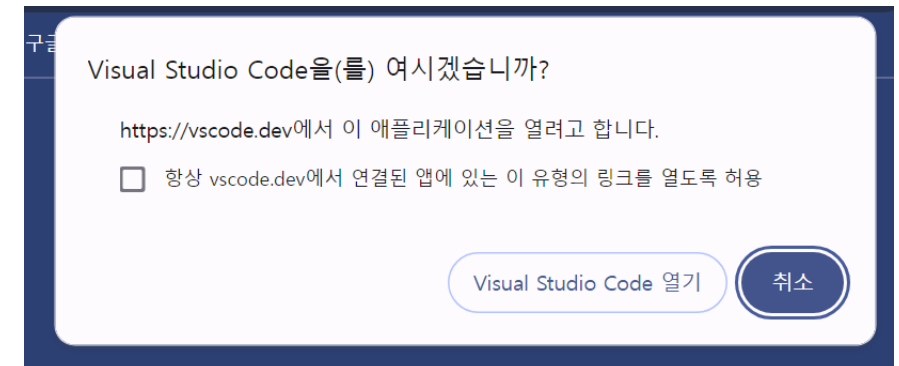 구글
Visual Studio Code을(를) 여시겠습니까?
https://vscode.dev에서 이 애플리케이션을 열려고 합니다.
항상 vscode.dev에서 연결된 앱에 있는 이 유형의 링크를 열도록 허용
Visual Studio Code 열기
취소